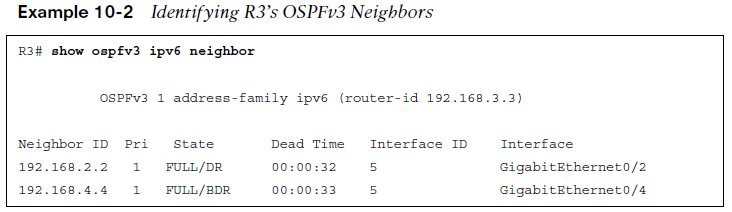 Example 10-2 Identifying R3's OSPFv3 Neighbors
R3# show ospfv3 ipv6 neighbor
OSPFv3 1 address-family ipv6 (router-id 192.168.3.3)
Neighbor ID Pri State Dead Time Interface ID Interface
192.168.2.2 1 FULL/DR 00:00:32 5 GigabitEthernet0/2
192.168.4.4 1 FULL/BDR 00:00:33 5 GigabitEthernet0/4